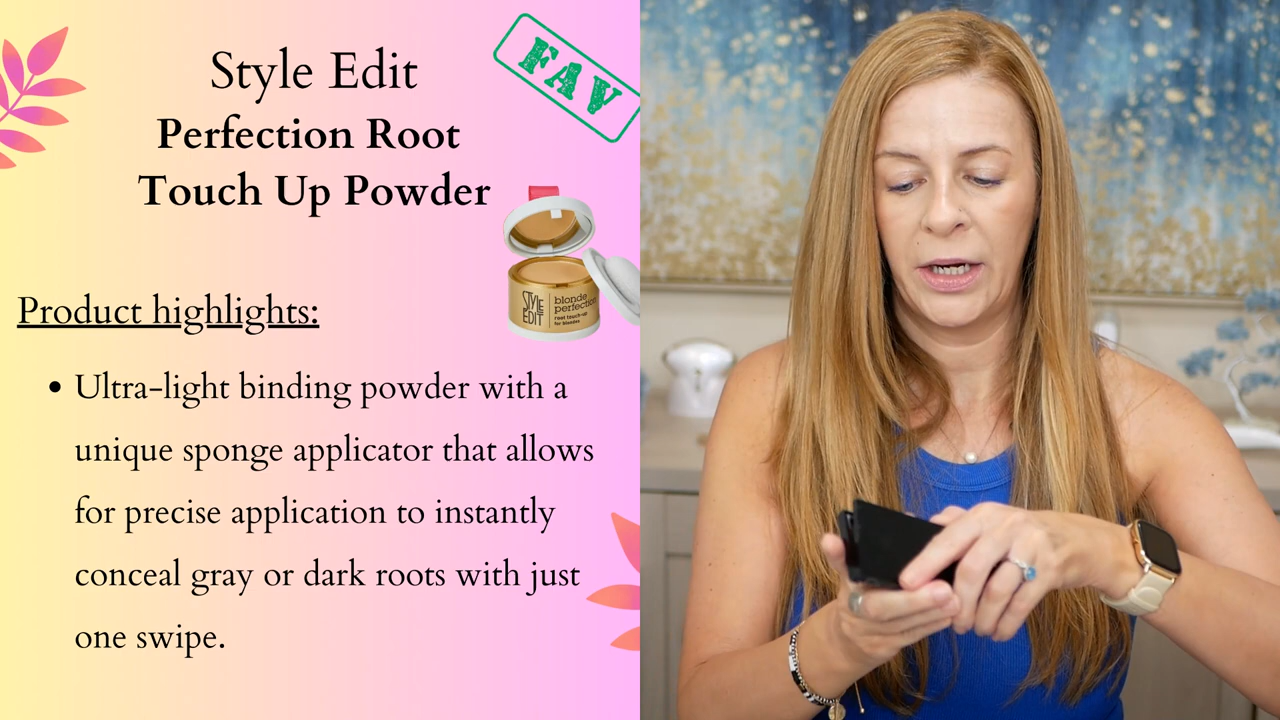 Style Edit
FAV
Perfection Root
Touch Up Powder
STYLE
EDIT
blonde
perfection
root touch-up
for blondes
Product highlights:
• Ultra-light binding powder with a
unique sponge applicator that allows
for precise application to instantly
conceal gray or dark roots with just
one swipe.